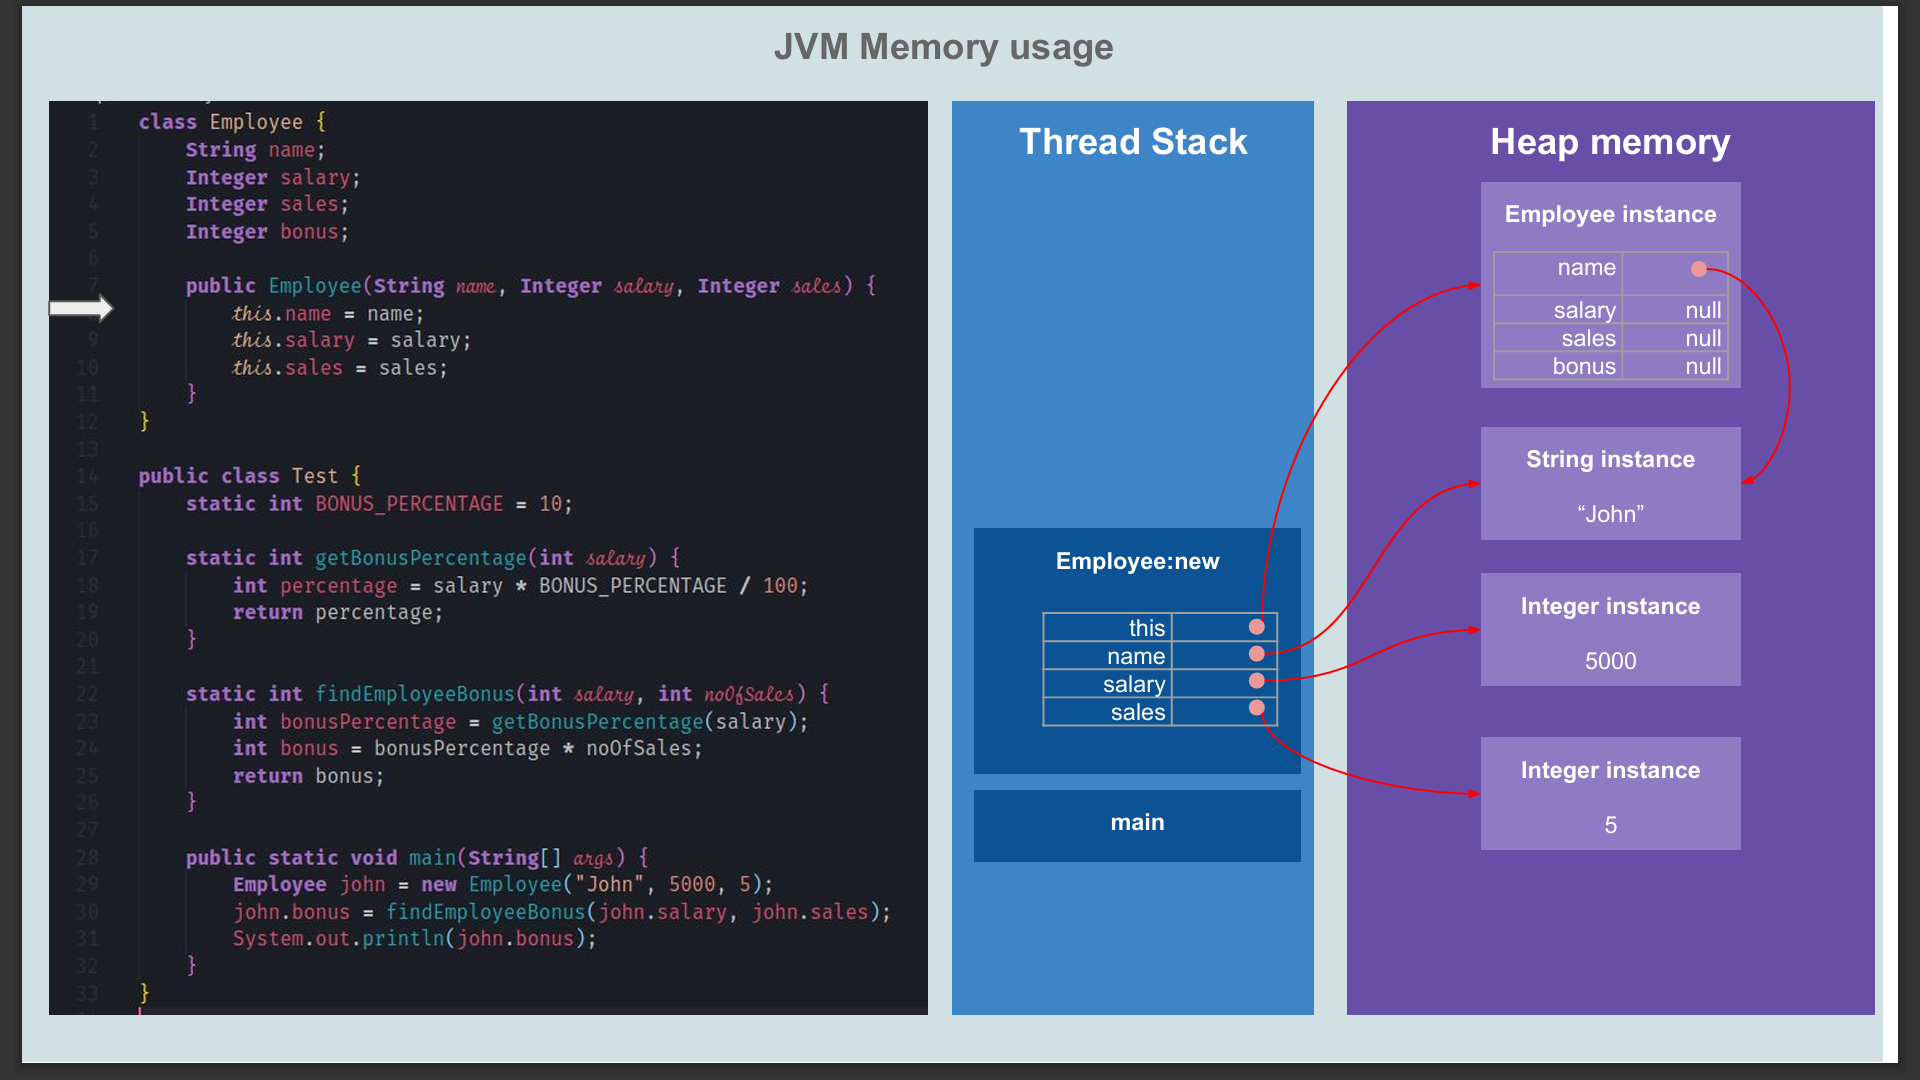 JVM Memory usage
1 class Employee {
2 String name;
3 Integer salary;
4 Integer sales;
5 Integer bonus;
6
7 public Employee(String name, Integer salary, Integer sales) {
this.name = name;
9 this.salary = salary;
10 this.sales = sales;
11 }
12 }
13
14 public class Test {
15 static int BONUS_PERCENTAGE = 10;
16
17 static int getBonusPercentage(int salary) {
18 int percentage = salary * BONUS_PERCENTAGE / 100;
19 return percentage;
20 }
21
22 static int findEmployeeBonus(int salary, int noOfSales) {
23 int bonusPercentage = getBonusPercentage(salary);
24 int bonus = bonusPercentage * noOfSales;
25 return bonus;
26 }
27
28 public static void main(String[] args) {
29 Employee john = new Employee("John", 5000, 5);
30 john.bonus = findEmployeeBonus(john.salary, john.sales);
31 System.out.println(john.bonus);
32 }
33 }
Thread Stack
Employee:new
this
name
salary
sales
main
Heap memory
Employee instance
name
salary null
sales null
bonus null
String instance
“John”
Integer instance
5000
Integer instance
5